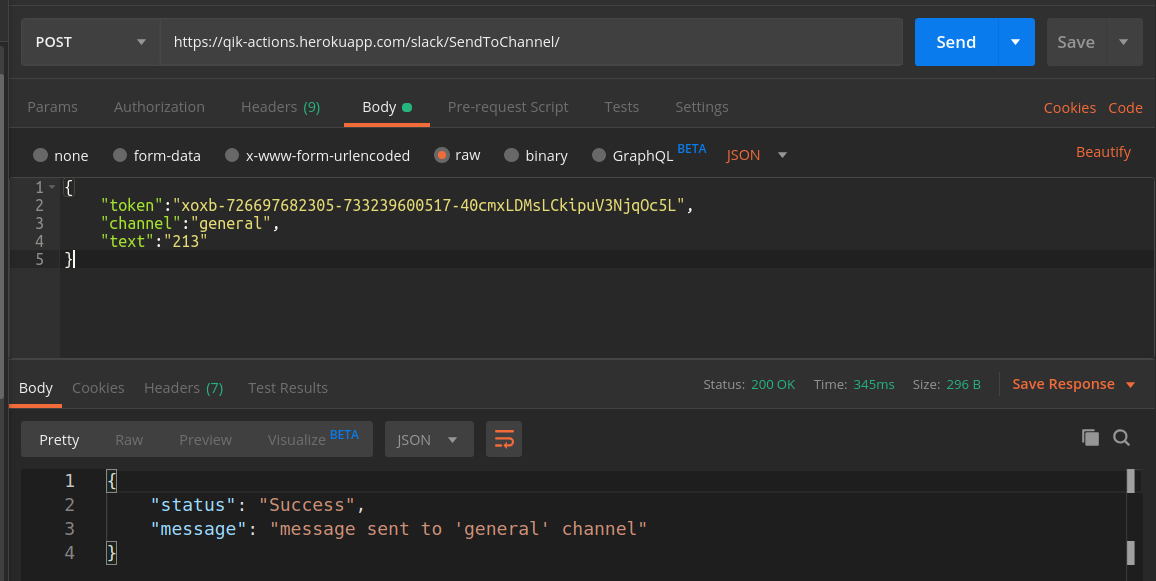 POST https://qik-actions.herokuapp.com/slack/SendToChannel/ Send Save
Params Authorization Headers (9) Body Pre-request Script Tests Settings Cookies Code
none form-data x-www-form-urlencoded raw binary GraphQL BETA JSON Beautify
1 {
2 "token":"xoxb-726697682305-733239600517-40cmxLDMsLCkipuV3NjqOc5L",
3 "channel":"general",
4 "text":"213"
5 }
Body Cookies Headers (7) Test Results Status: 200 OK Time: 345ms Size: 296 B Save Response
Pretty Raw Preview Visualize BETA JSON
1 {
2 "status": "Success",
3 "message": "message sent to 'general' channel"
4 }